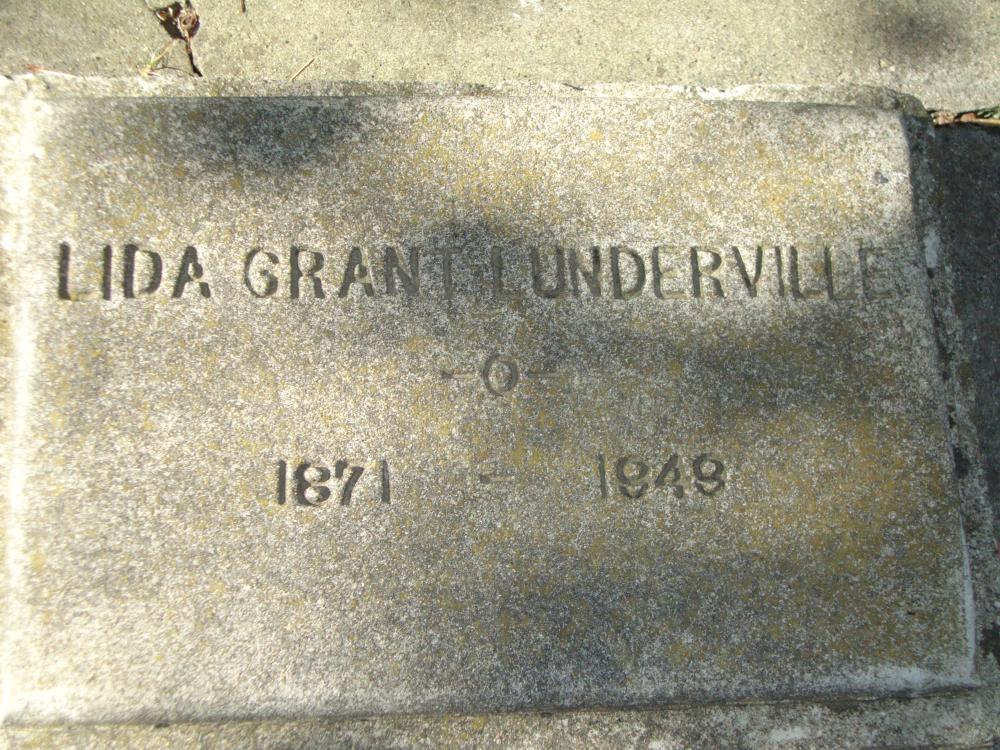 LIDA GRANT LUNDERVILLE
-O-
1871 - 1949